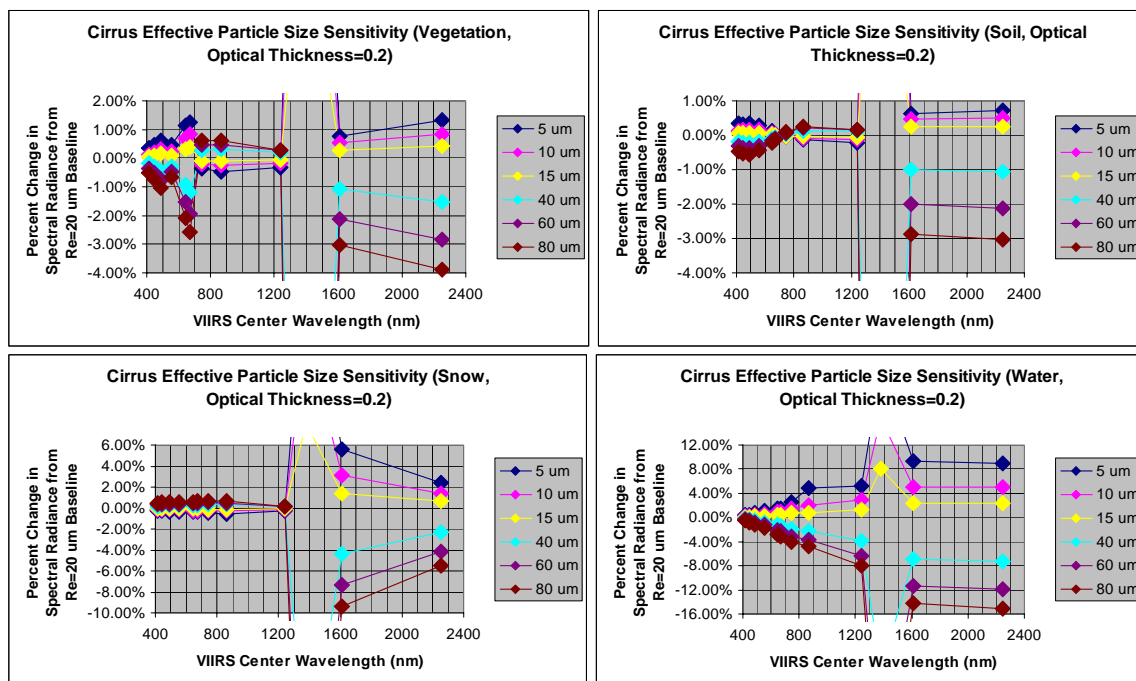 Cirrus Effective Particle Size Sensitivity (Vegetation,
Optical Thickness=0.2)
Percent Change in
Spectral Radiance from
Re=20 um Baseline
2.00%
1.00%
0.00%
-1.00%
-2.00%
-3.00%
-4.00%
400 800 1200 1600 2000 2400
VIIRS Center Wavelength (nm)
5 um
10 um
15 um
40 um
60 um
80 um
Cirrus Effective Particle Size Sensitivity (Soil, Optical
Thickness=0.2)
Percent Change in
Spectral Radiance from
Re=20 um Baseline
1.00%
0.00%
-1.00%
-2.00%
-3.00%
-4.00%
400 800 1200 1600 2000 2400
VIIRS Center Wavelength (nm)
5 um
10 um
15 um
40 um
60 um
80 um
Cirrus Effective Particle Size Sensitivity (Snow,
Optical Thickness=0.2)
Percent Change in
Spectral Radiance from
Re=20 um Baseline
6.00%
4.00%
2.00%
0.00%
-2.00%
-4.00%
-6.00%
-8.00%
-10.00%
400 800 1200 1600 2000 2400
VIIRS Center Wavelength (nm)
5 um
10 um
15 um
40 um
60 um
80 um
Cirrus Effective Particle Size Sensitivity (Water,
Optical Thickness=0.2)
Percent Change in
Spectral Radiance from
Re=20 um Baseline
12.00%
8.00%
4.00%
0.00%
-4.00%
-8.00%
-12.00%
-16.00%
400 800 1200 1600 2000 2400
VIIRS Center Wavelength (nm)
5 um
10 um
15 um
40 um
60 um
80 um